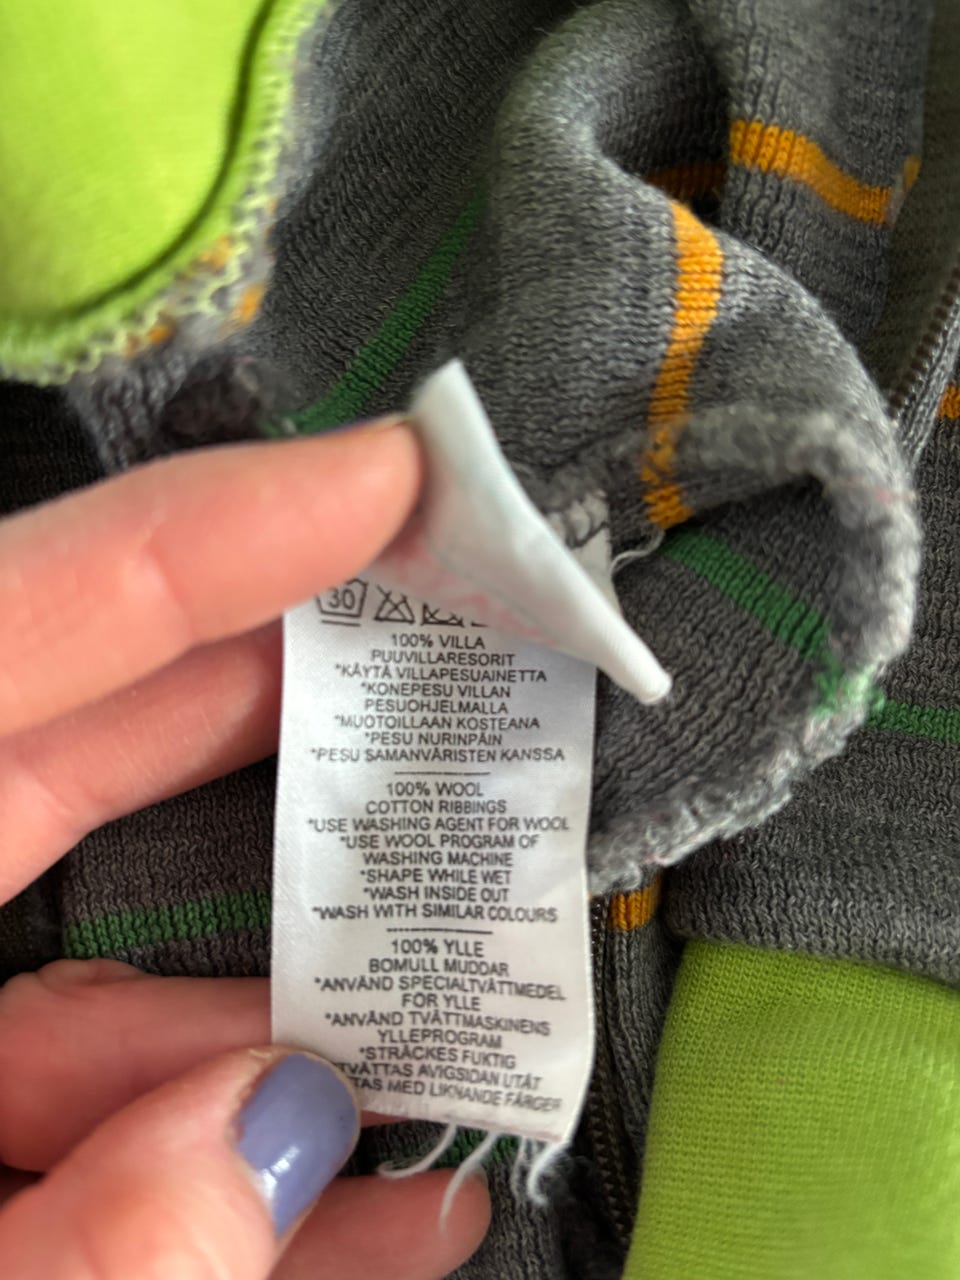 30
100% VILLA
PUUVILLARESORIT
*KÄYTÄ VILLAPESUAINETTA
*KONEPESU VILLAN
PESUOHJELMALLA
*MUOTOILLAAN KOSTEANA
*PESU NURINPÄIN
*PESU SAMANVÄRISTEN KANSSA
100% WOOL
COTTON RIBBINGS
*USE WASHING AGENT FOR WOOL
*USE WOOL PROGRAM OF
WASHING MACHINE
*SHAPE WHILE WET
*WASH INSIDE OUT
*WASH WITH SIMILAR COLOURS
100% YLLE
BOMULL MUDDAR
*ANVÄND SPECIALTVÄTTMEDEL
FÖR YLLE
*ANVÄND TVÄTTMASKINENS
YLLEPROGRAM
*STRÄCKES FUKTIG
TVÄTTAS AVIGSIDAN UTÅT
TAS MED LIKNANDE FÄRGER